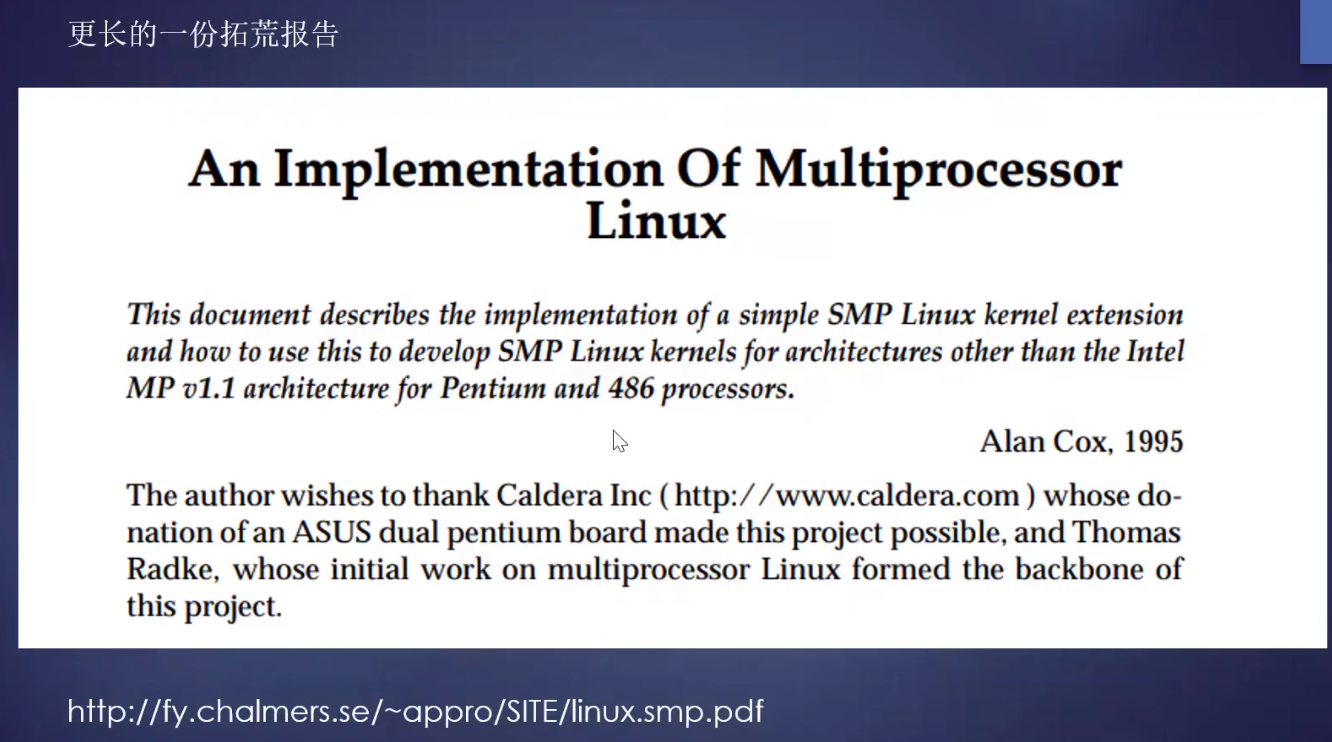 更长的一份拓荒报告
An Implementation Of Multiprocessor
Linux
This document describes the implementation of a simple SMP Linux kernel extension
and how to use this to develop SMP Linux kernels for architectures other than the Intel
MP v1.1 architecture for Pentium and 486 processors.
Alan Cox, 1995
The author wishes to thank Caldera Inc ( http://www.caldera.com ) whose do-
nation of an ASUS dual pentium board made this project possible, and Thomas
Radke, whose initial work on multiprocessor Linux formed the backbone of
this project.
http://fy.chalmers.se/~appro/SITE/linux.smp.pdf